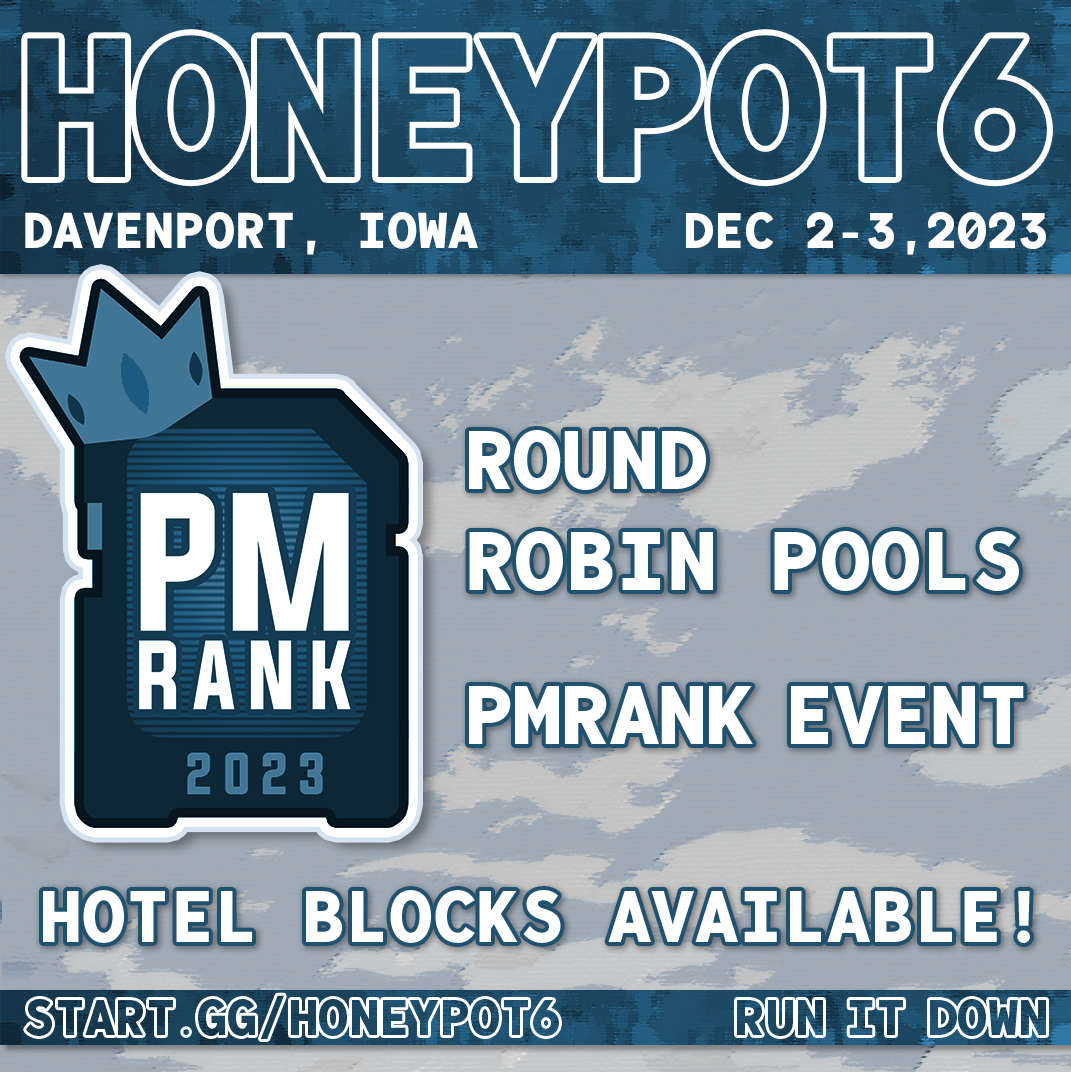 HONEYPOT6
DAVENPORT, IOWA
DEC 2-3,2023
PM
RANK
2023
ROUND
ROBIN POOLS
PMRANK EVENT
HOTEL BLOCKS AVAILABLE!
START.GG/HONEYPOT6
RUN IT DOWN